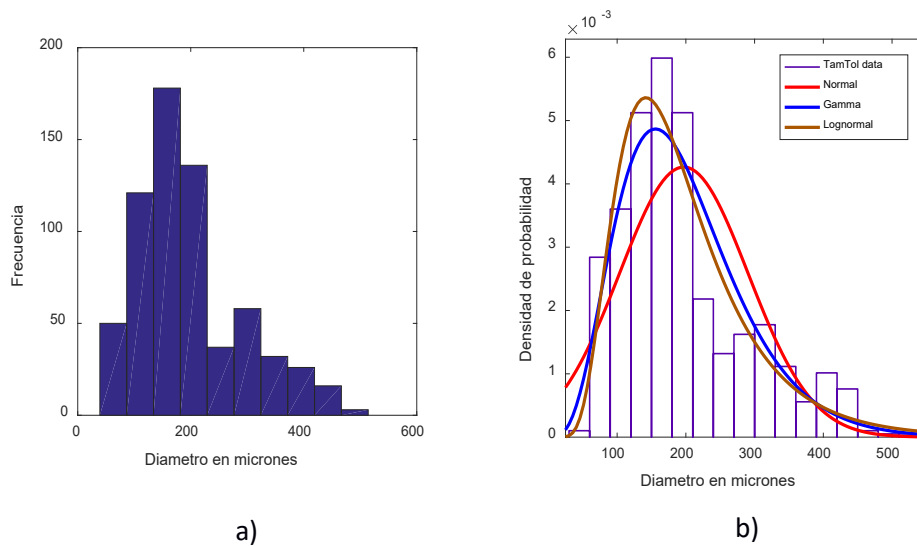 200
150
100
50
0
Frecuencia
0
200
400
600
Diametro en micrones
a)
× 10 -3
6
5
4
3
2
1
0
Densidad de probabilidad
TamTol data
Normal
Gamma
Lognormal
100
200
300
400
500
Diametro en micrones
b)